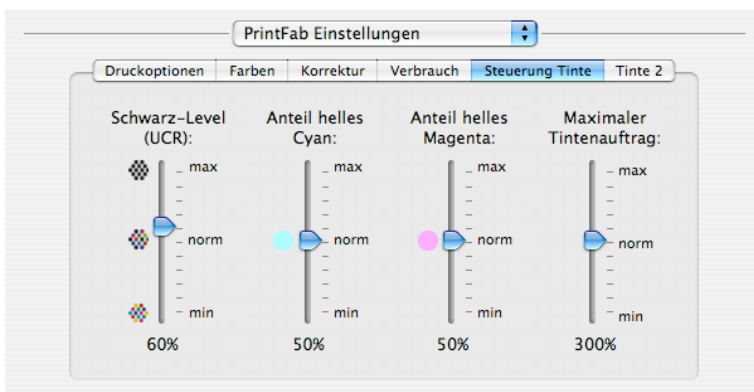 PrintFab Einstellungen
Druckoptionen Farben Korrektur Verbrauch Steuerung Tinte Tinte 2
Schwarz-Level Anteil helles Anteil helles Maximaler
(UCR): Cyan: Magenta: Tintenauftrag:
max max max max
norm norm norm norm
min min min min
60% 50% 50% 300%